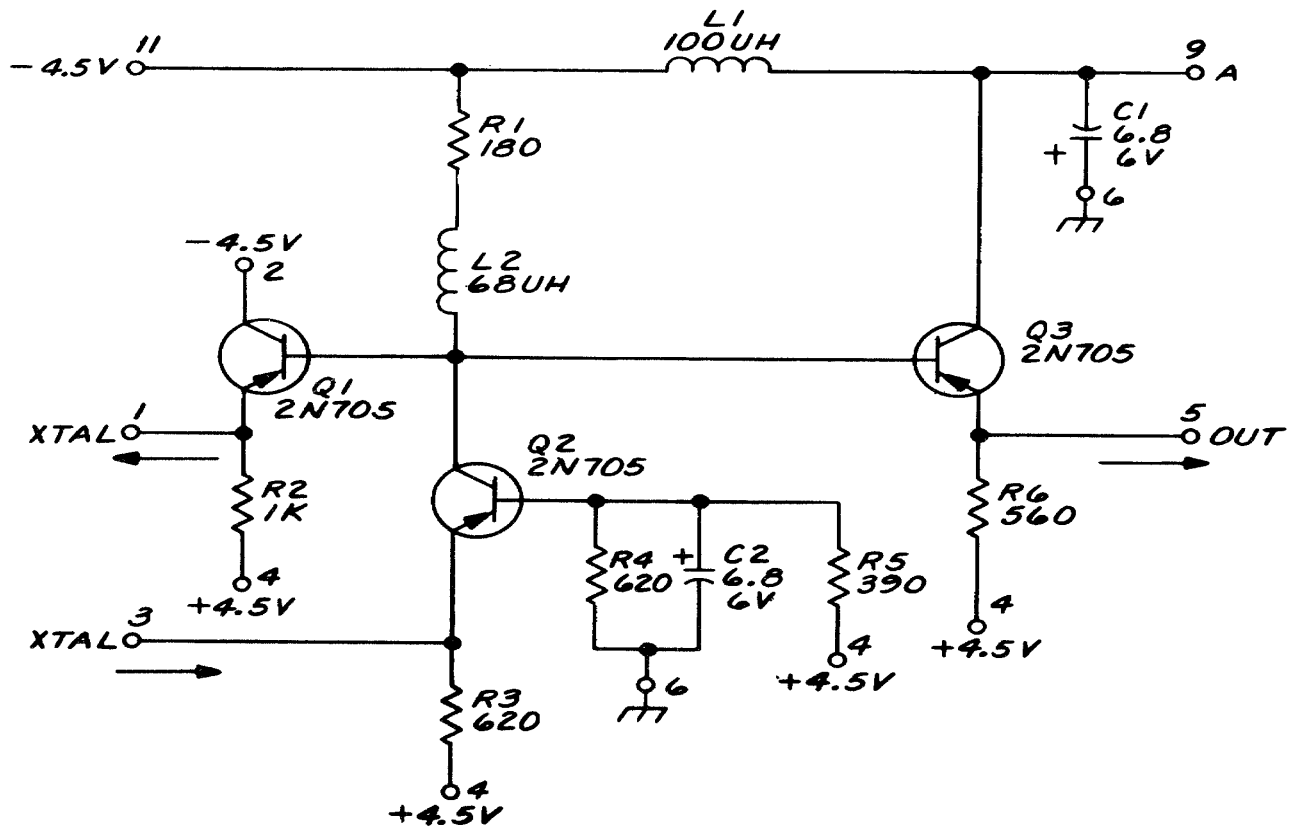 L1
100UH
-4.5V 11
9 A
R1
180
C1
6.8
6V
+
6
-4.5V
2
L2
68UH
Q3
2N705
Q1
2N705
XTAL 1
5 OUT
Q2
2N705
R2
1K
R6
560
R4
620
+ C2
6.8
6V
R5
390
4
+4.5V
XTAL 3
4
+4.5V
4
+4.5V
6
R3
620
4
+4.5V